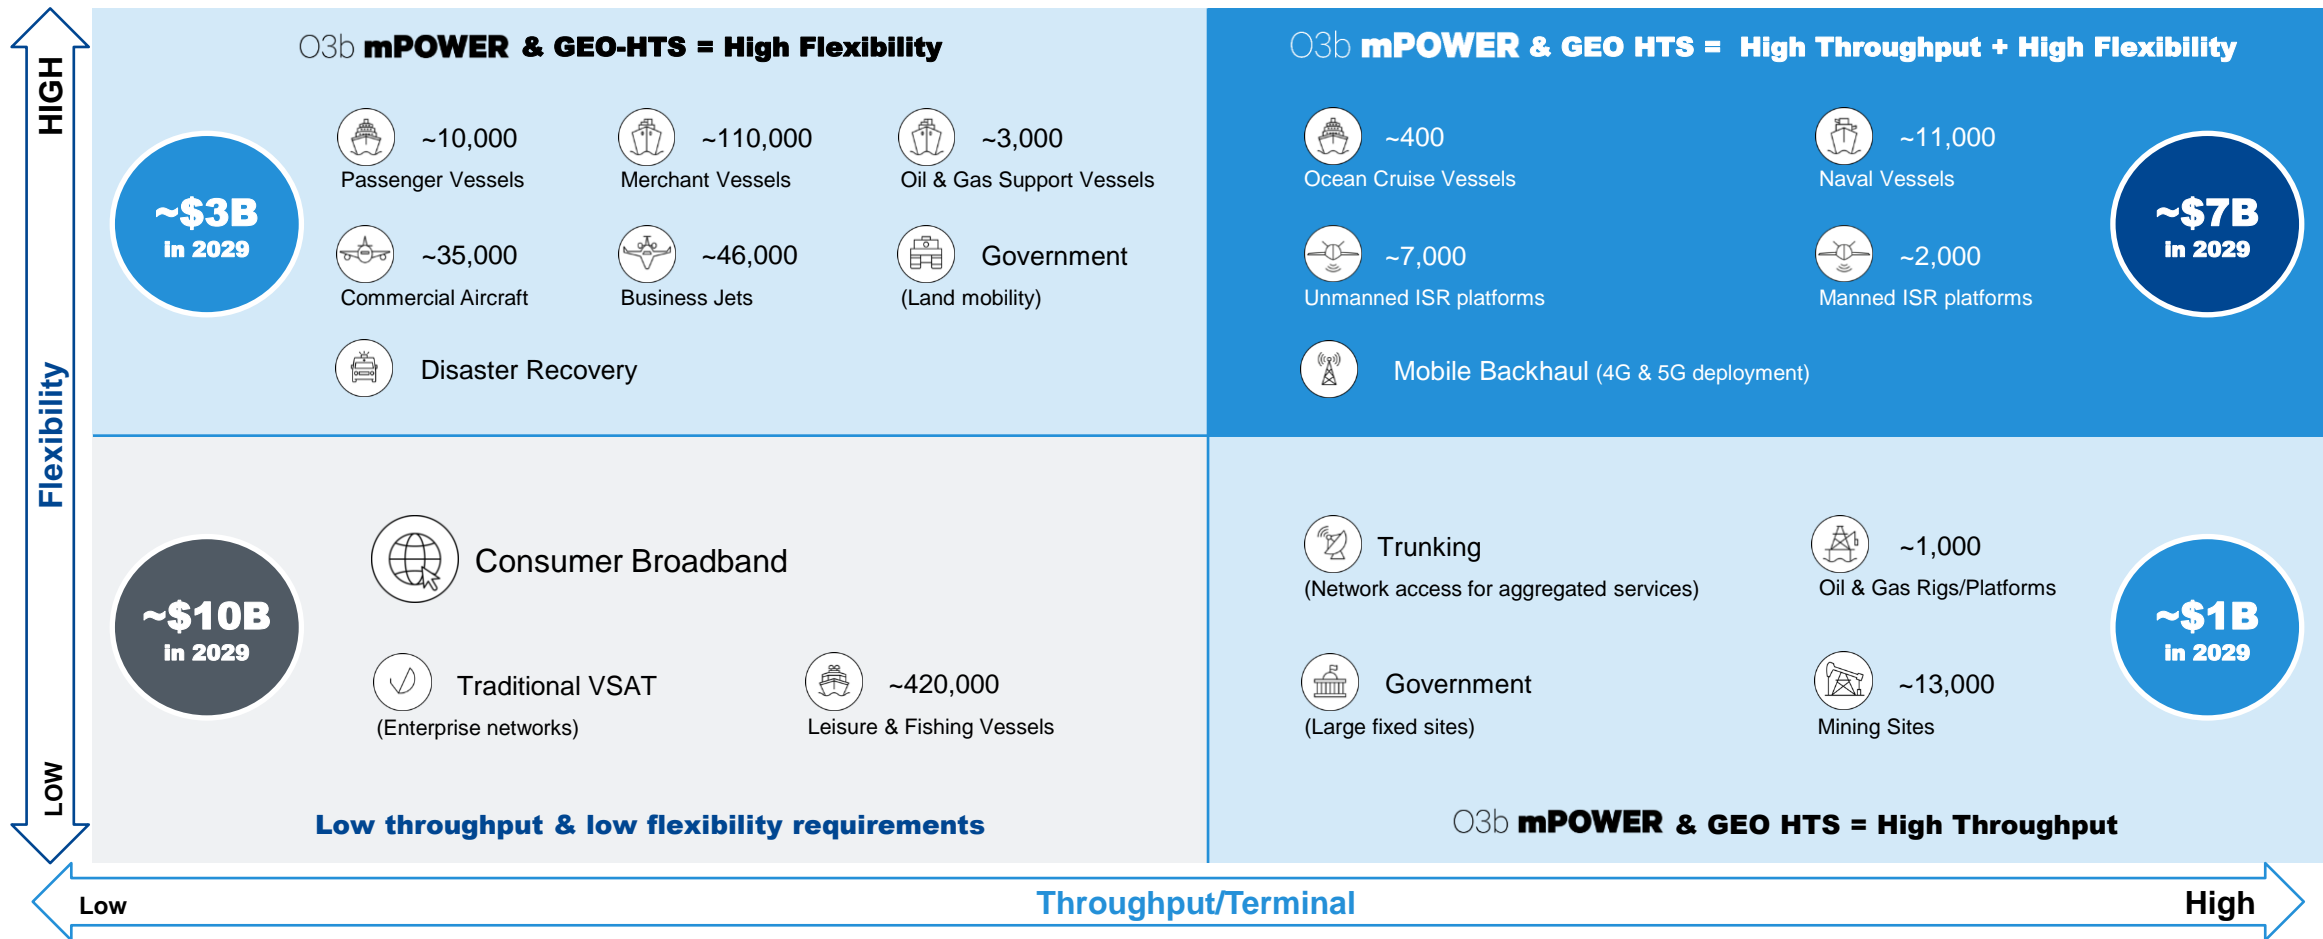 HIGH
Flexibility
LOW
O3b mPOWER & GEO-HTS = High Flexibility
~$3B
in 2029
~10,000
Passenger Vessels
~110,000
Merchant Vessels
~3,000
Oil & Gas Support Vessels
~35,000
Commercial Aircraft
~46,000
Business Jets
Government
(Land mobility)
Disaster Recovery
O3b mPOWER & GEO HTS = High Throughput + High Flexibility
~400
Ocean Cruise Vessels
~11,000
Naval Vessels
~7,000
Unmanned ISR platforms
~2,000
Manned ISR platforms
Mobile Backhaul (4G & 5G deployment)
~$7B
in 2029
~$10B
in 2029
Consumer Broadband
Traditional VSAT
(Enterprise networks)
~420,000
Leisure & Fishing Vessels
Low throughput & low flexibility requirements
Trunking
(Network access for aggregated services)
~1,000
Oil & Gas Rigs/Platforms
Government
(Large fixed sites)
~13,000
Mining Sites
~$1B
in 2029
O3b mPOWER & GEO HTS = High Throughput
Low
Throughput/Terminal
High